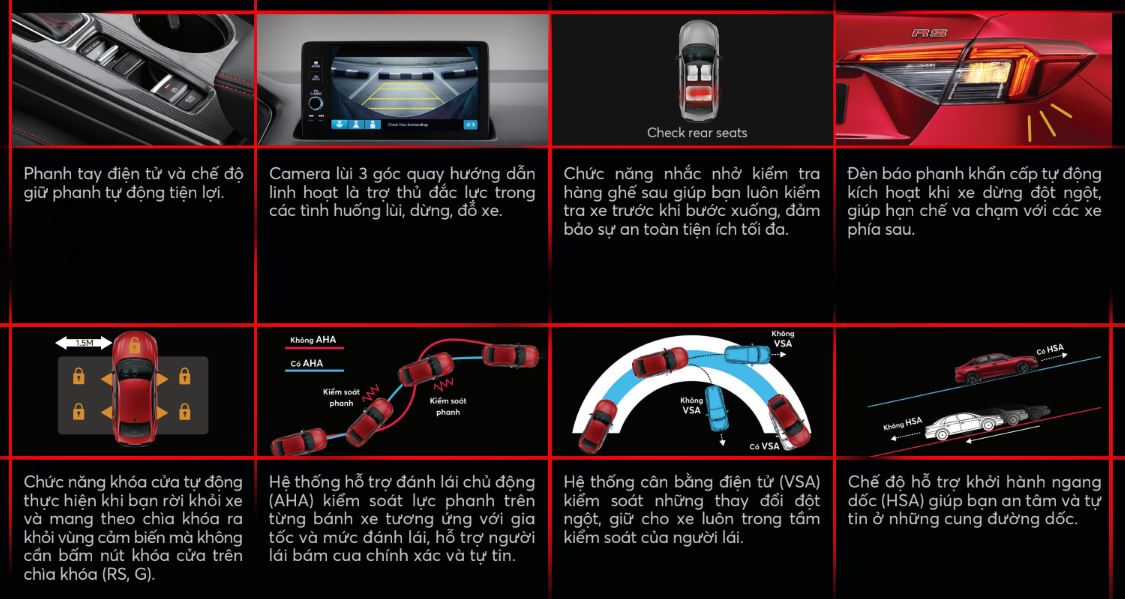 RS
Check Your Surroundings
Check rear seats
Phanh tay điện tử và chế độ
giữ phanh tự động tiện lợi.
Camera lùi 3 góc quay hướng dẫn
linh hoạt là trợ thủ đắc lực trong
các tình huống lùi, dừng, đỗ xe.
Chức năng nhắc nhở kiểm tra
hàng ghế sau giúp bạn luôn kiểm
tra xe trước khi bước xuống, đảm
bảo sự an toàn tiện ích tối đa.
Đèn báo phanh khẩn cấp tự động
kích hoạt khi xe dừng đột ngột,
giúp hạn chế va chạm với các xe
phía sau.
1,5M
Không AHA
Có AHA
Kiểm soát
phanh
Kiểm soát
phanh
Không
VSA
Không
VSA
Có VSA
Có HSA
Không HSA
Chức năng khóa cửa tự động
thực hiện khi bạn rời khỏi xe
và mang theo chìa khóa ra
khỏi vùng cảm biến mà không
cần bấm nút khóa cửa trên
chìa khóa (RS, G).
Hệ thống hỗ trợ đánh lái chủ động
(AHA) kiểm soát lực phanh trên
từng bánh xe tương ứng với gia
tốc và mức đánh lái, hỗ trợ người
lái bám cua chính xác và tự tin.
Hệ thống cân bằng điện tử (VSA)
kiểm soát những thay đổi đột
ngột, giữ cho xe luôn trong tầm
kiểm soát của người lái.
Chế độ hỗ trợ khởi hành ngang
dốc (HSA) giúp bạn an tâm và tự
tin ở những cung đường dốc.